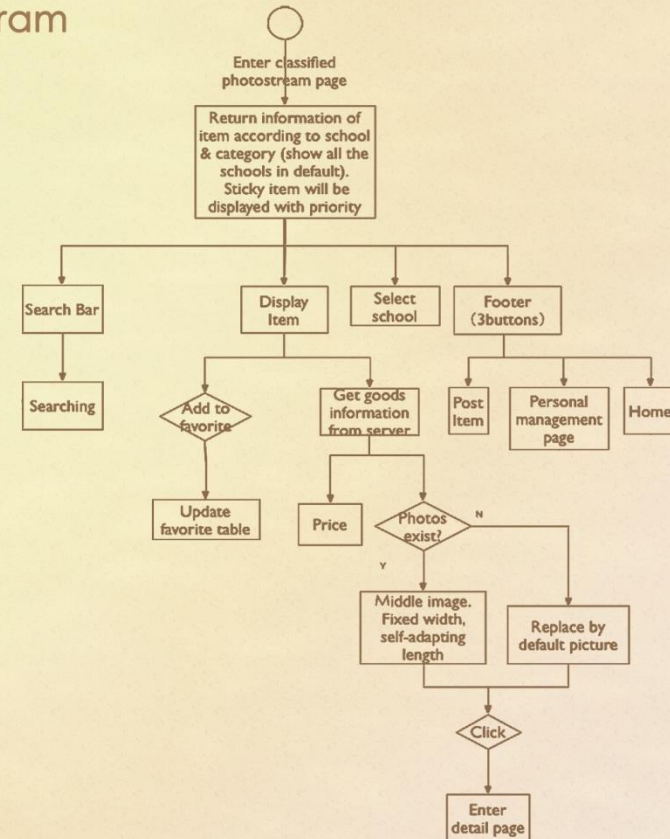 ram
Enter classified
photostream page
Return information of
item according to school
& category (show all the
schools in default).
Sticky item will be
displayed with priority
Search Bar
Display
Item
Select
school
Footer
(3buttons)
Searching
Add to
favorite
Get goods
information
from server
Post
Item
Personal
management
page
Home
Update
favorite table
Price
Photos
exist?
N
Y
Middle image.
Fixed width,
self-adapting
length
Replace by
default picture
Click
Enter
detail page